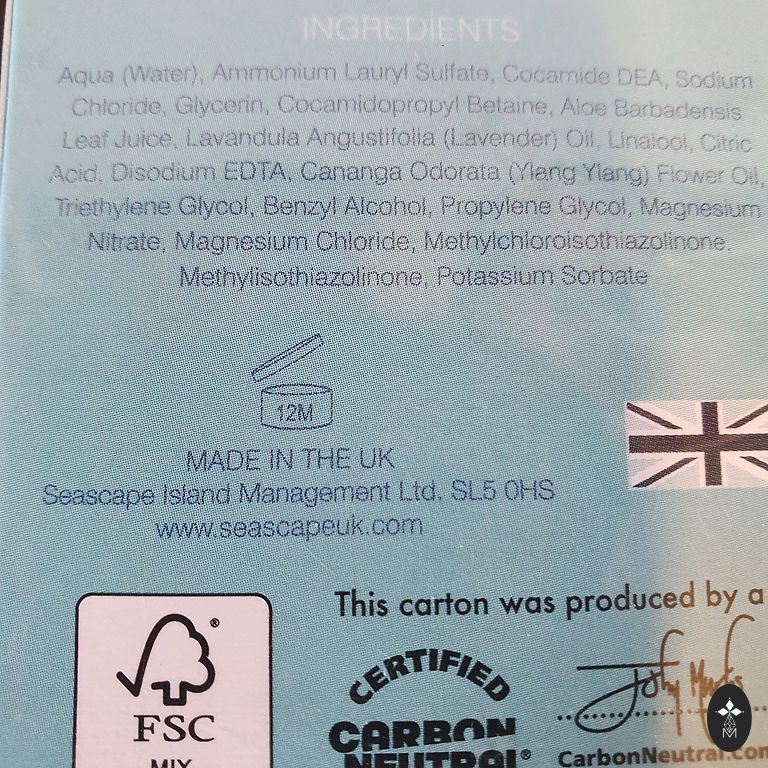 INGREDIENTS
Aqua (Water), Ammonium Lauryl Sulfate, Cocamide DEA, Sodium
Chloride, Glycerin, Cocamidopropyl Betaine, Aloe Barbadensis
Leaf Juice, Lavandula Angustifolia (Lavender) Oil, Linalool, Citric
Acid, Disodium EDTA, Cananga Odorata (Ylang Ylang) Flower Oil,
Triethylene Glycol, Benzyl Alcohol, Propylene Glycol, Magnesium
Nitrate, Magnesium Chloride, Methylchloroisothiazolinone,
Methylisothiazolinone, Potassium Sorbate
12M
MADE IN THE UK
Seascape Island Management Ltd. SL5 0HS
www.seascapeuk.com
This carton was produced by a
FSC
MIX
CERTIFIED
CARBON
NEUTRAL®
CarbonNeutral.com